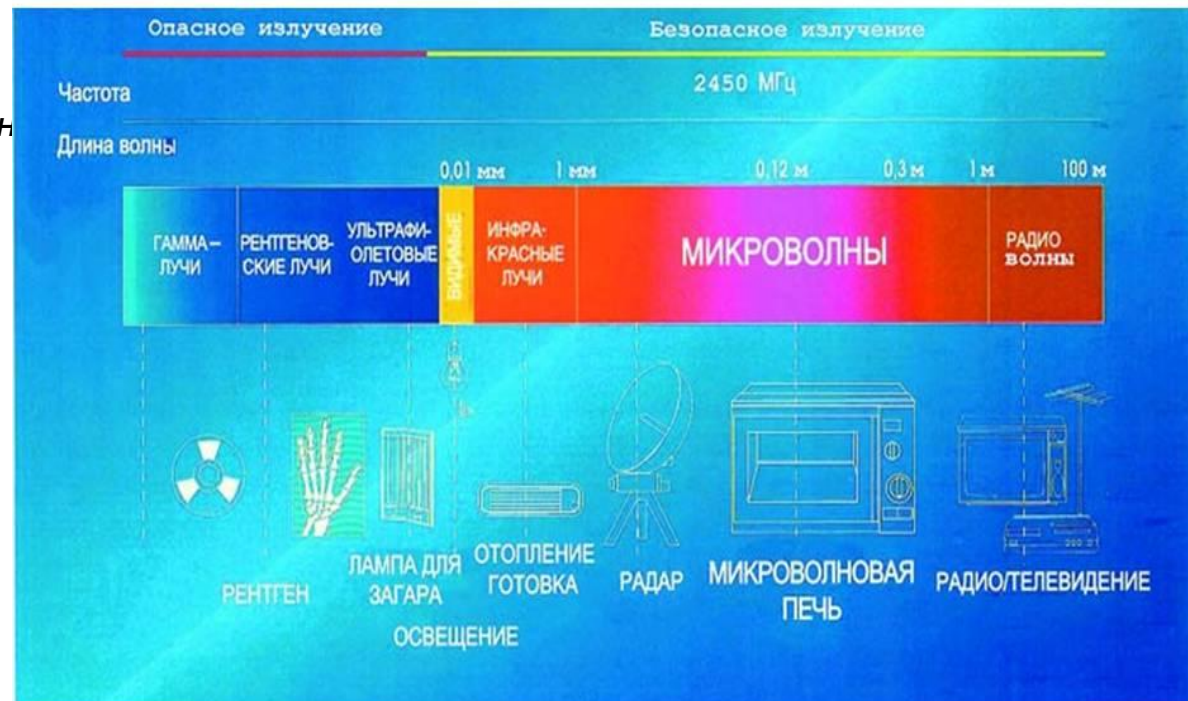 Опасное излучение
Безопасное излучение
Частота
2450 МГц
Длина волны
0,01 мм
1 мм
0,12 м
0,3 м
1 м
100 м
ГАММА-
ЛУЧИ
РЕНТГЕНОВ-
СКИЕ ЛУЧИ
УЛЬТРАФИ-
ОЛЕТОВЫЕ
ЛУЧИ
ВИДИМЫЕ
ИНФРА-
КРАСНЫЕ
ЛУЧИ
МИКРОВОЛНЫ
РАДИО
ВОЛНЫ
РЕНТГЕН
ЛАМПА ДЛЯ
ЗАГАРА
ОСВЕЩЕНИЕ
ОТОПЛЕНИЕ
ГОТОВКА
РАДАР
МИКРОВОЛНОВАЯ
ПЕЧЬ
РАДИО/ТЕЛЕВИДЕНИЕ